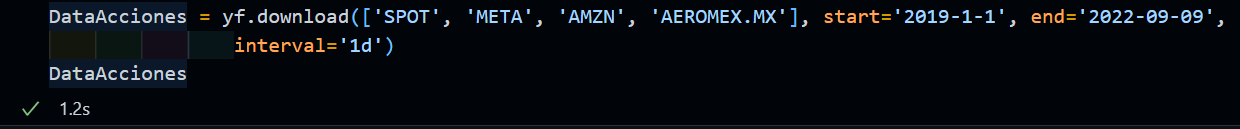 DataAcciones = yf.download(['SPOT', 'META', 'AMZN', 'AEROMEX.MX'], start='2019-1-1', end='2022-09-09',
interval='1d')
DataAcciones
1.2s